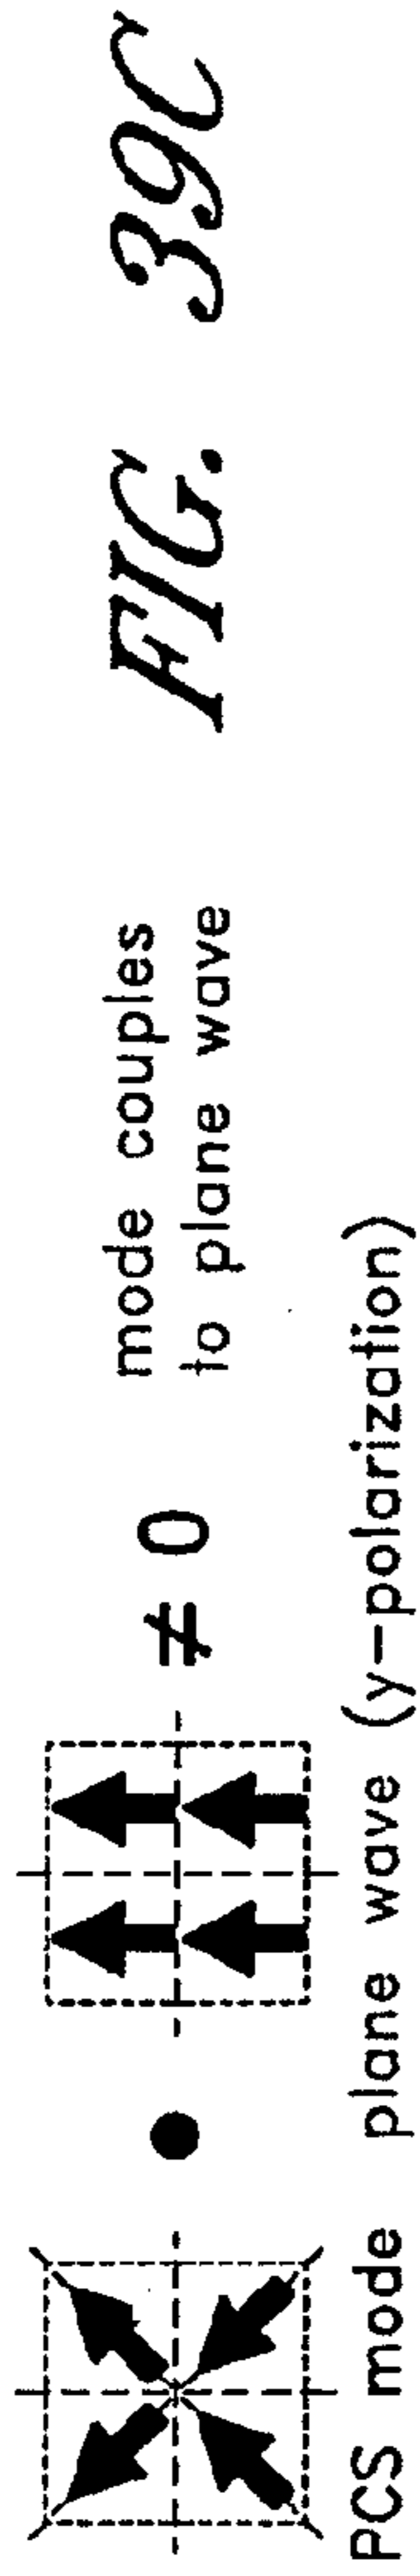 ≠ 0
mode couples
to plane wave
PCS mode
plane wave (y-polarization)
FIG. 39C